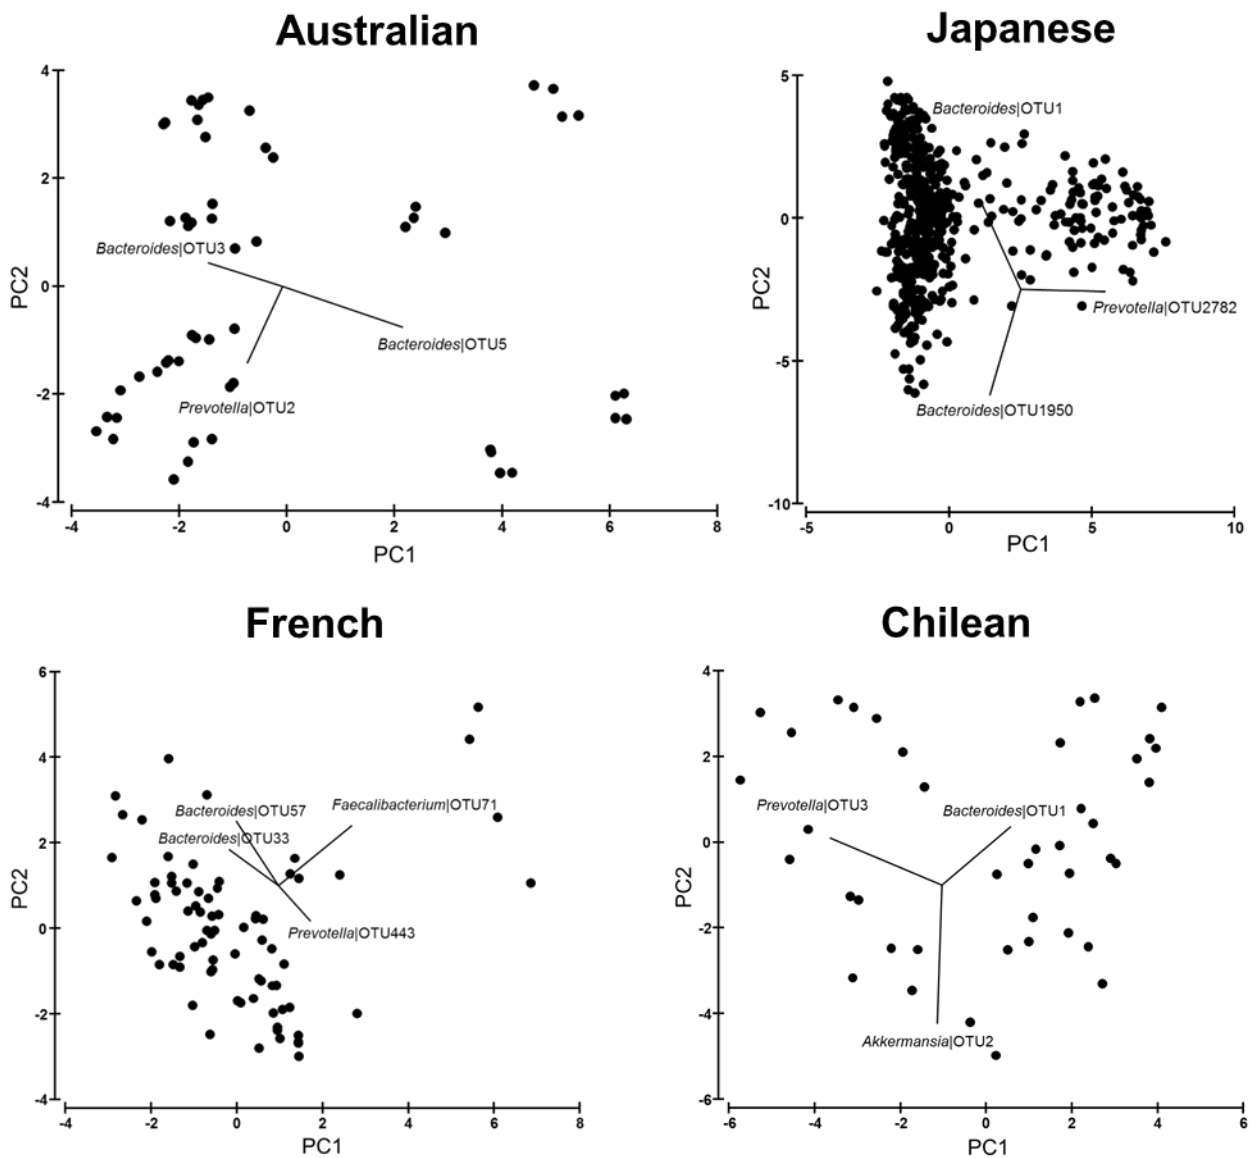 Australian
4
2
0
-2
-4
PC2
Bacteroides|OTU3
Bacteroides|OTU5
Prevotella|OTU2
-4
-2
0
2
4
6
8
PC1
Japanese
5
0
-5
-10
PC2
Bacteroides|OTU1
Prevotella|OTU2782
Bacteroides|OTU1950
-5
0
5
10
PC1
French
6
4
2
0
-2
-4
PC2
Bacteroides|OTU57
Faecalibacterium|OTU71
Bacteroides|OTU33
Prevotella|OTU443
-4
-2
0
2
4
6
8
PC1
Chilean
4
2
0
-2
-4
-6
PC2
Prevotella|OTU3
Bacteroides|OTU1
Akkermansia|OTU2
-6
-4
-2
0
2
4
6
PC1